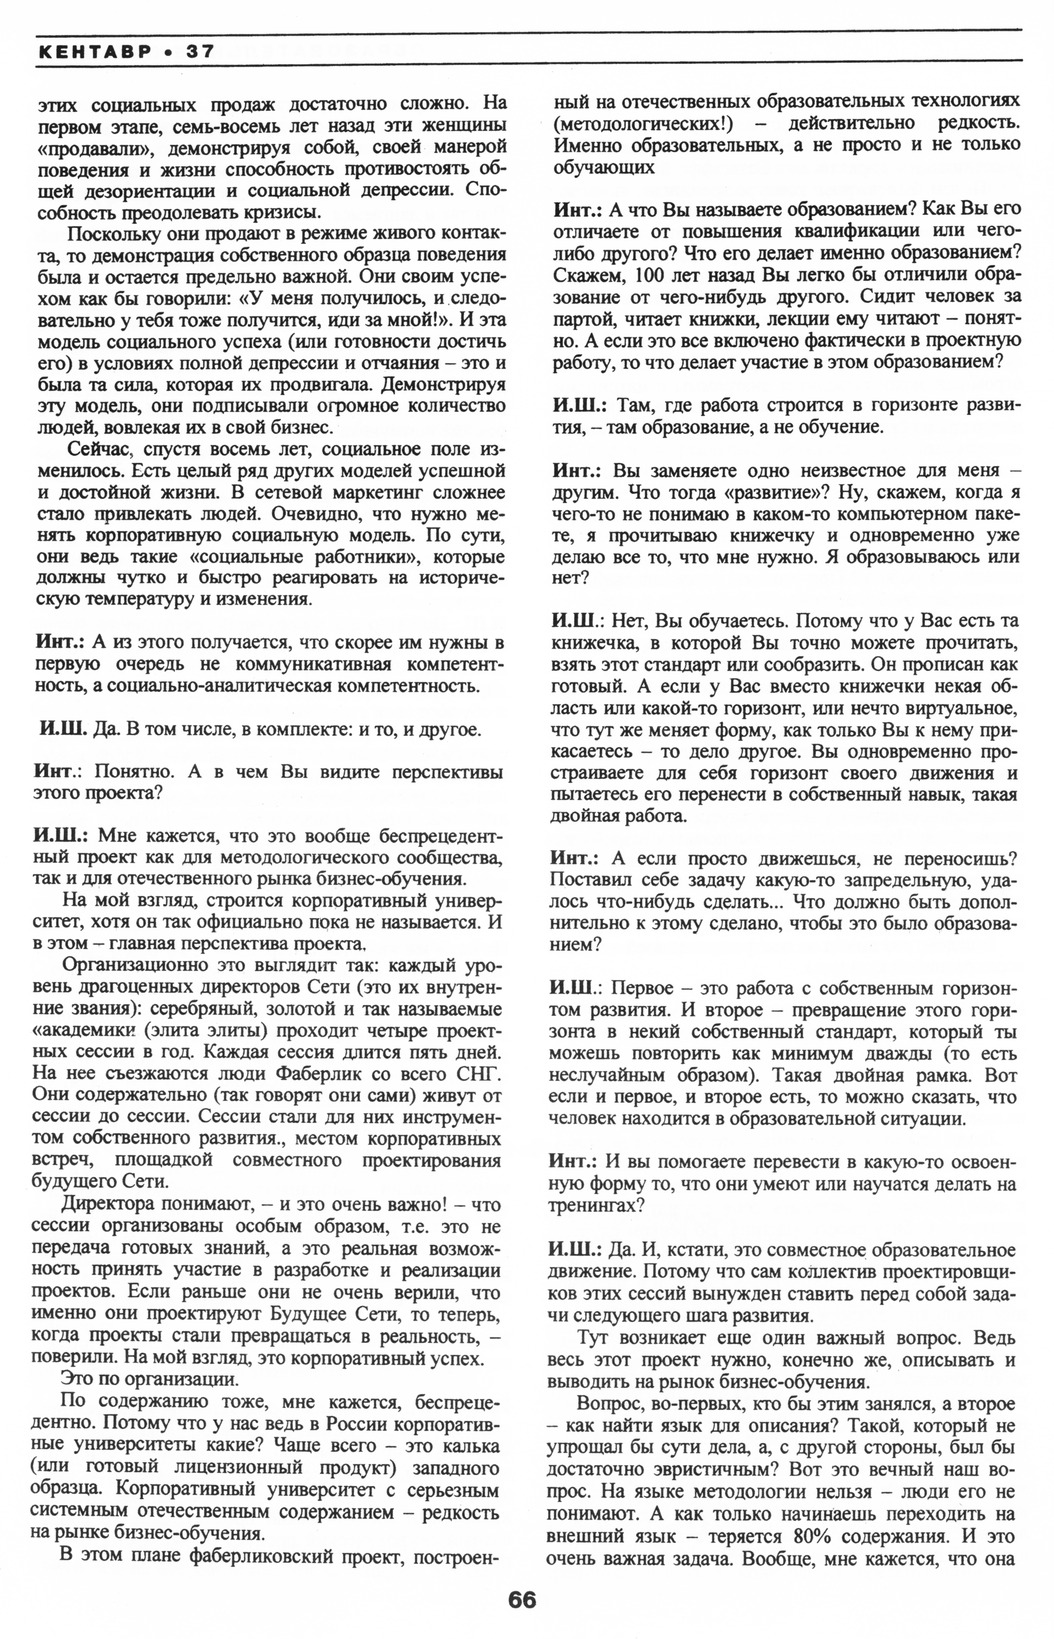 КЕНТАВР • 37
этих социальных продаж достаточно сложно. На
первом этапе, семь-восемь лет назад эти женщины
«продавали», демонстрируя собой, своей манерой
поведения и жизни способность противостоять об-
щей дезориентации и социальной депрессии. Спо-
собность преодолевать кризисы.
Поскольку они продают в режиме живого контак-
та, то демонстрация собственного образца поведения
была и остается предельно важной. Они своим успе-
хом как бы говорили: «У меня получилось, и следо-
вательно у тебя тоже получится, иди за мной!». И эта
модель социального успеха (или готовности достичь
его) в условиях полной депрессии и отчаяния – это и
была та сила, которая их продвигала. Демонстрируя
эту модель, они подписывали огромное количество
людей, вовлекая их в свой бизнес.
Сейчас, спустя восемь лет, социальное поле из-
менилось. Есть целый ряд других моделей успешной
и достойной жизни. В сетевой маркетинг сложнее
стало привлекать людей. Очевидно, что нужно ме-
нять корпоративную социальную модель. По сути,
они ведь такие «социальные работники», которые
должны чутко и быстро реагировать на историче-
скую температуру и изменения.
Инт.: А из этого получается, что скорее им нужны в
первую очередь не коммуникативная компетент-
ность, а социально-аналитическая компетентность.
И.Ш. Да. В том числе, в комплекте: и то, и другое.
Инт.: Понятно. А в чем Вы видите перспективы
этого проекта?
И.Ш.: Мне кажется, что это вообще беспрецедент-
ный проект как для методологического сообщества,
так и для отечественного рынка бизнес-обучения.
На мой взгляд, строится корпоративный универ-
ситет, хотя он так официально пока не называется. И
в этом – главная перспектива проекта.
Организационно это выглядит так: каждый уро-
вень драгоценных директоров Сети (это их внутрен-
ние звания): серебряный, золотой и так называемые
«академики (элита элиты) проходит четыре проект-
ных сессии в год. Каждая сессия длится пять дней.
На нее съезжаются люди Фаберлик со всего СНГ.
Они содержательно (так говорят они сами) живут от
сессии до сессии. Сессии стали для них инструмен-
том собственного развития., местом корпоративных
встреч, площадкой совместного проектирования
будущего Сети.
Директора понимают, – и это очень важно! – что
сессии организованы особым образом, т.е. это не
передача готовых знаний, а это реальная возмож-
ность принять участие в разработке и реализации
проектов. Если раньше они не очень верили, что
именно они проектируют Будущее Сети, то теперь,
когда проекты стали превращаться в реальность, –
поверили. На мой взгляд, это корпоративный успех.
Это по организации.
По содержанию тоже, мне кажется, беспреце-
дентно. Потому что у нас ведь в России корпоратив-
ные университеты какие? Чаще всего – это калька
(или готовый лицензионный продукт) западного
образца. Корпоративный университет с серьезным
системным отечественным содержанием – редкость
на рынке бизнес-обучения.
В этом плане фаберликовский проект, построен-
ный на отечественных образовательных технологиях
(методологических!) – действительно редкость.
Именно образовательных, а не просто и не только
обучающих
Инт.: А что Вы называете образованием? Как Вы его
отличаете от повышения квалификации или чего-
либо другого? Что его делает именно образованием?
Скажем, 100 лет назад Вы легко бы отличили обра-
зование от чего-нибудь другого. Сидит человек за
партой, читает книжки, лекции ему читают – понят-
но. А если это все включено фактически в проектную
работу, то что делает участие в этом образованием?
И.Ш.: Там, где работа строится в горизонте разви-
тия, – там образование, а не обучение.
Инт.: Вы заменяете одно неизвестное для меня –
другим. Что тогда «развитие»? Ну, скажем, когда я
чего-то не понимаю в каком-то компьютерном паке-
те, я прочитываю книжечку и одновременно уже
делаю все то, что мне нужно. Я образовываюсь или
нет?
И.Ш.: Нет, Вы обучаетесь. Потому что у Вас есть та
книжечка, в которой Вы точно можете прочитать,
взять этот стандарт или сообразить. Он прописан как
готовый. А если у Вас вместо книжечки некая об-
ласть или какой-то горизонт, или нечто виртуальное,
что тут же меняет форму, как только Вы к нему при-
касаетесь – то дело другое. Вы одновременно про-
страиваете для себя горизонт своего движения и
пытаетесь его перенести в собственный навык, такая
двойная работа.
Инт.: А если просто движешься, не переносишь?
Поставил себе задачу какую-то запредельную, уда-
лось что-нибудь сделать... Что должно быть допол-
нительно к этому сделано, чтобы это было образова-
нием?
И.Ш.: Первое – это работа с собственным горизон-
том развития. И второе – превращение этого гори-
зонта в некий собственный стандарт, который ты
можешь повторить как минимум дважды (то есть
неслучайным образом). Такая двойная рамка. Вот
если и первое, и второе есть, то можно сказать, что
человек находится в образовательной ситуации.
Инт.: И вы помогаете перевести в какую-то освоен-
ную форму то, что они умеют или научатся делать на
тренингах?
И.Ш.: Да. И, кстати, это совместное образовательное
движение. Потому что сам коллектив проектировщи-
ков этих сессий вынужден ставить перед собой зада-
чи следующего шага развития.
Тут возникает еще один важный вопрос. Ведь
весь этот проект нужно, конечно же, описывать и
выводить на рынок бизнес-обучения.
Вопрос, во-первых, кто бы этим занялся, а второе
– как найти язык для описания? Такой, который не
упрощал бы сути дела, а, с другой стороны, был бы
достаточно эвристичным? Вот это вечный наш во-
прос. На языке методологии нельзя – люди его не
понимают. А как только начинаешь переходить на
внешний язык – теряется 80% содержания. И это
очень важная задача. Вообще, мне кажется, что она
66